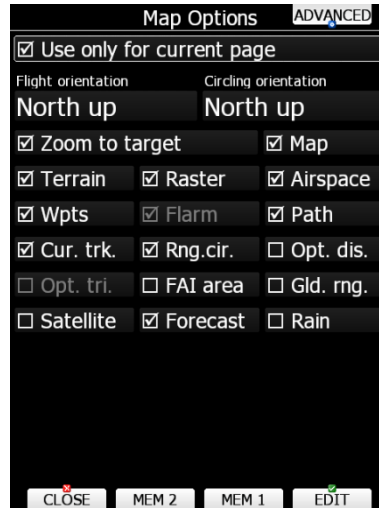 Map Options ADVANCED
Use only for current page
Flight orientation Circling orientation
North up North up
Zoom to target Map
Terrain Raster Airspace
Wpts Flarm Path
Cur. trk. Rng.cir. Opt. dis.
Opt. tri. FAI area Gld. rng.
Satellite Forecast Rain
CLOSE MEM 2 MEM 1 EDIT